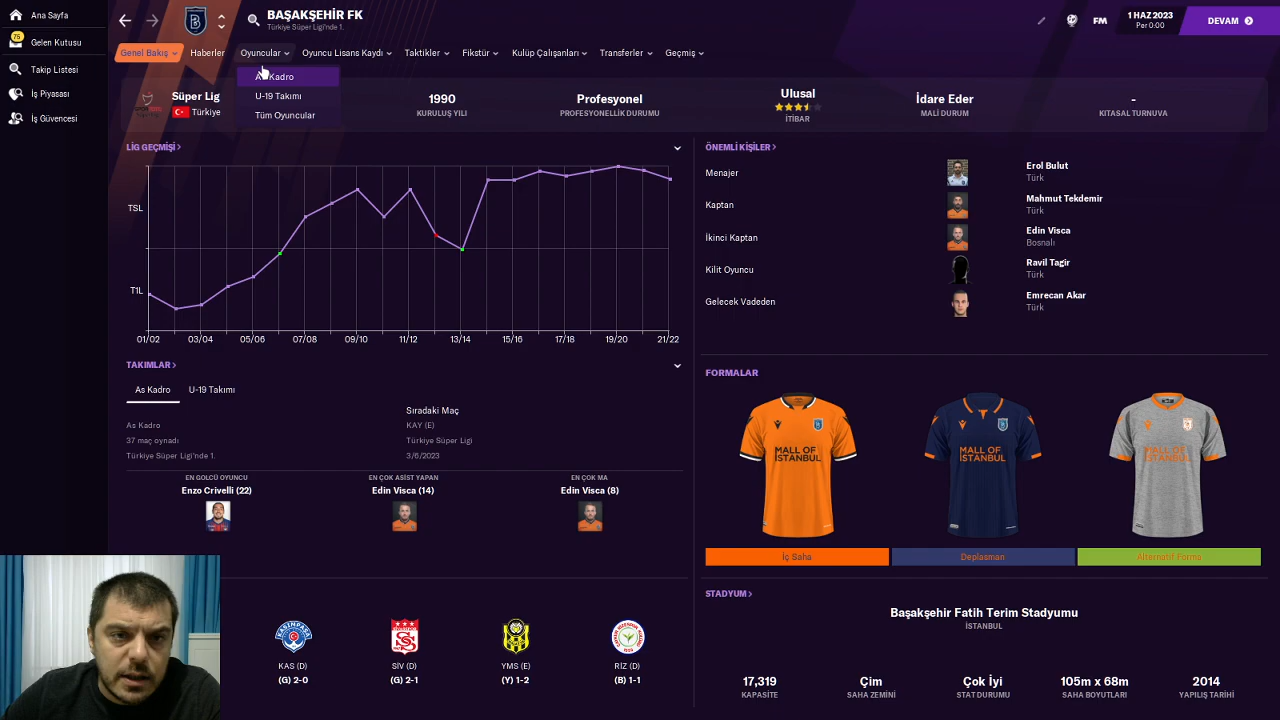 Ana Sayfa
75
Gelen Kutusu
Takip Listesi
İş Piyasası
İş Güvencesi
BAŞAKŞEHİR FK
Türkiye Süper Ligi'nde 1.
FM
1 HAZ 2023
Per 0:00
DEVAM
Genel Bakış
Haberler
Oyuncular
Oyuncu Lisans Kaydı
Taktikler
Fikstür
Kulüp Çalışanları
Transferler
Geçmiş
As Kadro
U-19 Takımı
Tüm Oyuncular
Süper Lig
Türkiye
1990
KURULUŞ YILI
Profesyonel
PROFESYONELLİK DURUMU
Ulusal
İTİBAR
İdare Eder
MALİ DURUM
-
KITASAL TURNUVA
LİG GEÇMİŞİ
TSL
T1L
01/02 03/04 05/06 07/08 09/10 11/12 13/14 15/16 17/18 19/20 21/22
ÖNEMLİ KİŞİLER
Menajer
Erol Bulut
Türk
Kaptan
Mahmut Tekdemir
Türk
İkinci Kaptan
Edin Visca
Bosnalı
Kilit Oyuncu
Ravil Tagir
Türk
Gelecek Vadeden
Emrecan Akar
Türk
TAKIMLAR
As Kadro
U-19 Takımı
As Kadro
37 maç oynadı
Türkiye Süper Ligi'nde 1.
Sıradaki Maç
KAY (E)
Türkiye Süper Ligi
3/6/2023
EN GOLCÜ OYUNCU
Enzo Crivelli (22)
EN ÇOK ASİST YAPAN
Edin Visca (14)
EN ÇOK MA
Edin Visca (8)
FORMALAR
MALL OF
İSTANBUL
MALL OF
İSTANBUL
MALL OF
İSTANBUL
İç Saha
Deplasman
Alternatif Forma
KAS (D)
(G) 2-0
SİV (D)
(G) 2-1
YMS (E)
(Y) 1-2
RİZ (D)
(B) 1-1
STADYUM
Başakşehir Fatih Terim Stadyumu
İSTANBUL
17,319
KAPASİTE
Çim
SAHA ZEMİNİ
Çok İyi
STAT DURUMU
105m x 68m
SAHA BOYUTLARI
2014
YAPILIŞ TARİHİ